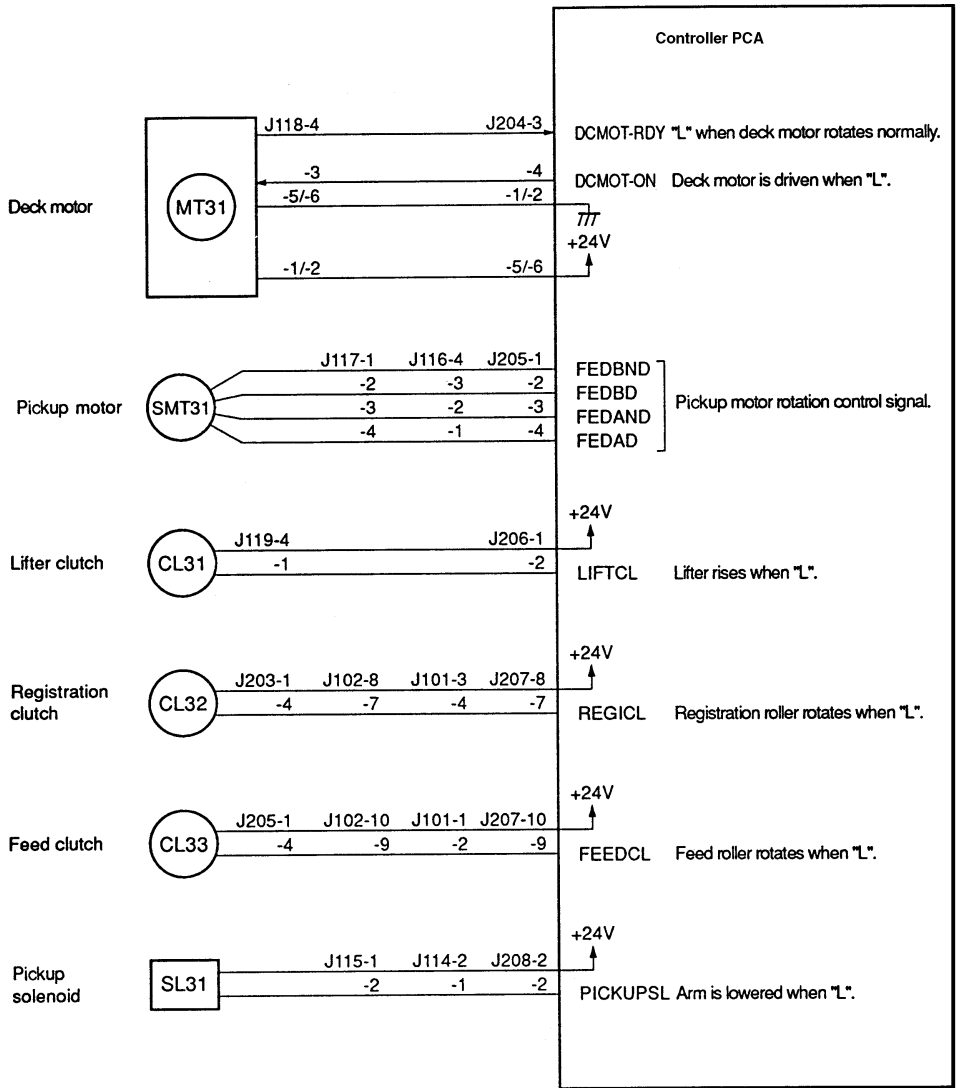 Controller PCA
J118-4 J204-3 DCMOT-RDY "L" when deck motor rotates normally.
-3 -4 DCMOT-ON Deck motor is driven when "L".
Deck motor MT31 -5/-6 -1/-2
+24V
-1/-2 -5/-6
J117-1 J116-4 J205-1 FEDBND
-2 -3 -2 FEDBD
Pickup motor SMT31 -3 -2 -3 FEDAND Pickup motor rotation control signal.
-4 -1 -4 FEDAD
+24V
J119-4 J206-1
Lifter clutch CL31 -1 -2 LIFTCL Lifter rises when "L".
+24V
J203-1 J102-8 J101-3 J207-8
Registration
clutch CL32 -4 -7 -4 -7 REGICL Registration roller rotates when "L".
+24V
J205-1 J102-10 J101-1 J207-10
Feed clutch CL33 -4 -9 -2 -9 FEEDCL Feed roller rotates when "L".
+24V
J115-1 J114-2 J208-2
Pickup
solenoid SL31 -2 -1 -2 PICKUPSL Arm is lowered when "L".